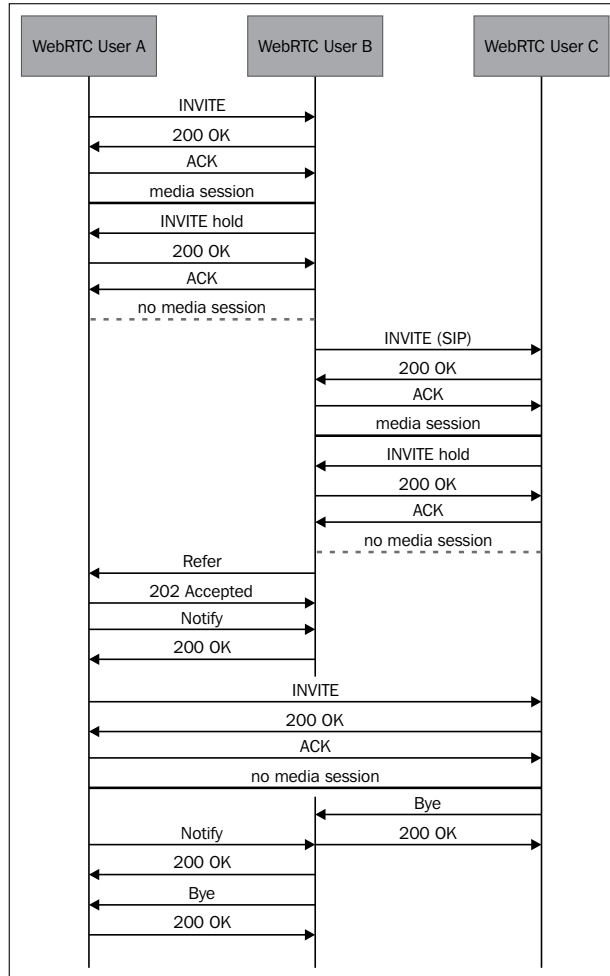 WebRTC User A
WebRTC User B
WebRTC User C
INVITE
200 OK
ACK
media session
INVITE hold
200 OK
ACK
no media session
INVITE (SIP)
200 OK
ACK
media session
INVITE hold
200 OK
ACK
no media session
Refer
202 Accepted
Notify
200 OK
INVITE
200 OK
ACK
no media session
Bye
Notify
200 OK
200 OK
Bye
200 OK